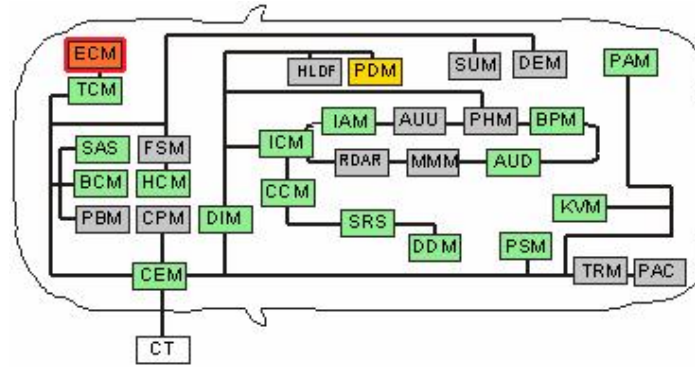 ECM
HLDF
PDM
SUM
DEM
PAM
TCM
IAM
AUU
PHM
BPM
SAS
FSM
ICM
RDAR
MMM
AUD
BCM
HCM
CCM
PBM
CPM
DIM
SRS
KVM
DDM
PSM
CEM
TRM
PAC
CT